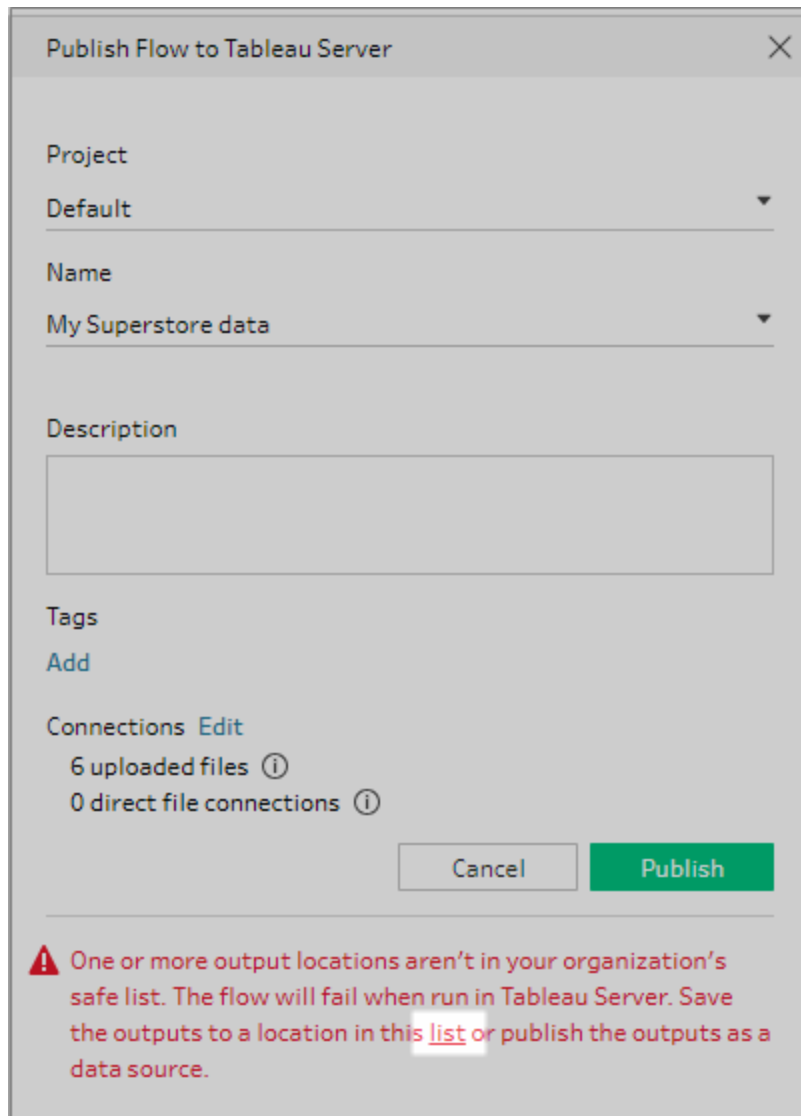 Publish Flow to Tableau Server
Project
Default
Name
My Superstore data
Description
Tags
Add
Connections Edit
6 uploaded files
0 direct file connections
Cancel Publish
One or more output locations aren't in your organization's
safe list. The flow will fail when run in Tableau Server. Save
the outputs to a location in this list or publish the outputs as a
data source.